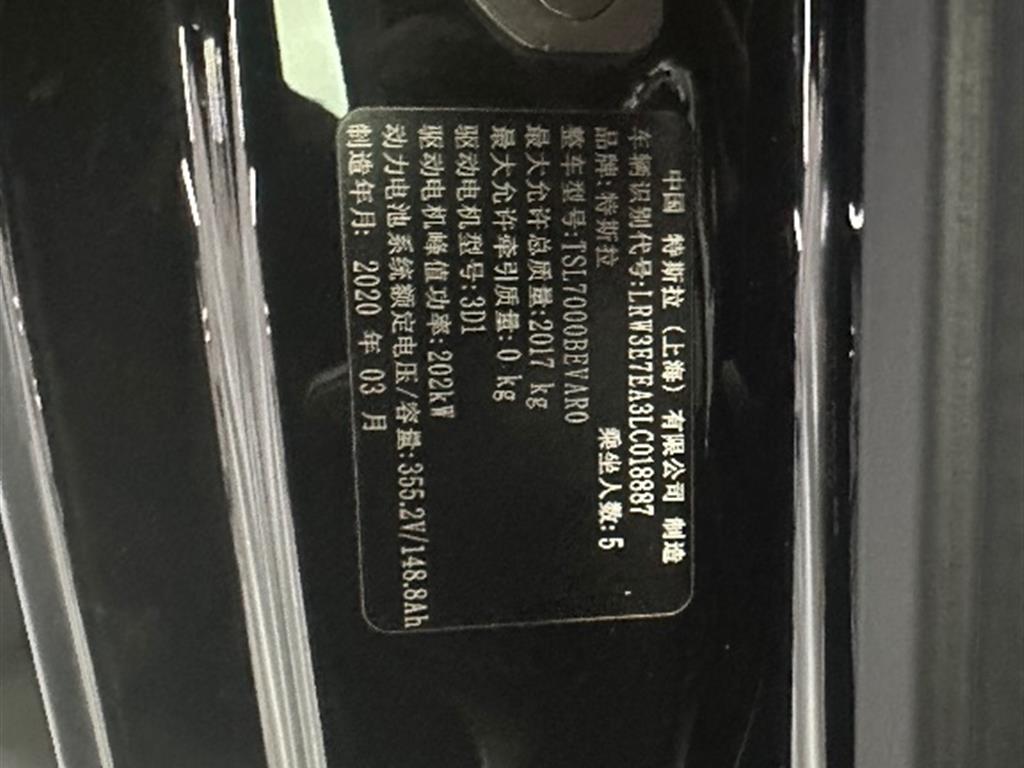 中国 特斯拉（上海）有限公司 制造
车辆识别代号:LRW3E7EA3LC018887
品牌:特斯拉 乘坐人数:5
整车型号:TSL7000BEVAR0
最大允许总质量:2017 kg
最大允许牵引质量:0 kg
驱动电机型号:3D1
驱动电机峰值功率:202kW
动力电池系统额定电压/容量:355.2V/148.8Ah
制造年月: 2020 年 03 月